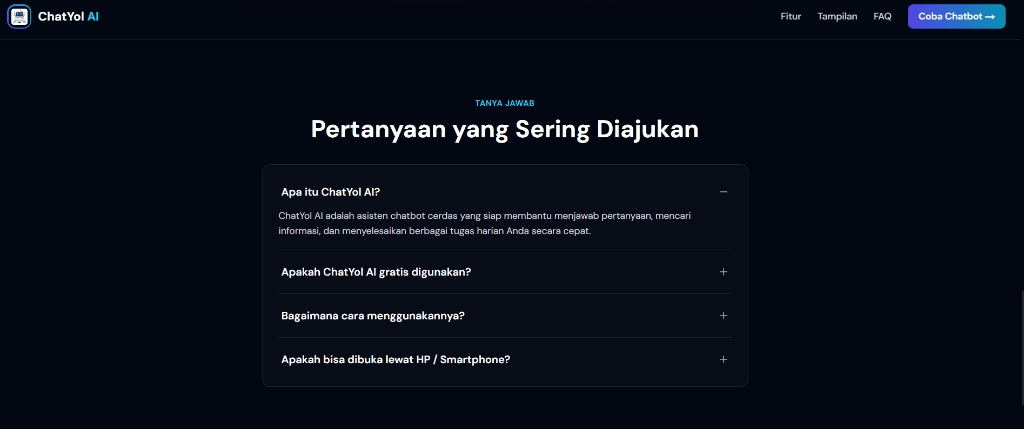 ChatYol AI
Fitur
Tampilan
FAQ
Coba Chatbot →
TANYA JAWAB
Pertanyaan yang Sering Diajukan
Apa itu ChatYol AI?
ChatYol AI adalah asisten chatbot cerdas yang siap membantu menjawab pertanyaan, mencari
informasi, dan menyelesaikan berbagai tugas harian Anda secara cepat.
Apakah ChatYol AI gratis digunakan?
Bagaimana cara menggunakannya?
Apakah bisa dibuka lewat HP / Smartphone?